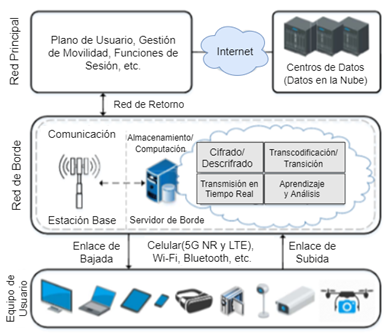 Red Principal
Plano de Usuario, Gestión
de Movilidad, Funciones de
Sesión, etc.
Internet
Centros de Datos
(Datos en la Nube)
Red de Retorno
Red de Borde
Comunicación
Estación Base
Almacenamiento/
Computación
Servidor de Borde
Cifrado/
Descrifrado
Transcodificación/
Transición
Transmisión en
Tiempo Real
Aprendizaje
y Análisis
Enlace de
Bajada
Celular(5G NR y LTE),
Wi-Fi, Bluetooth, etc.
Enlace de
Subida
Equipo de
Usuario